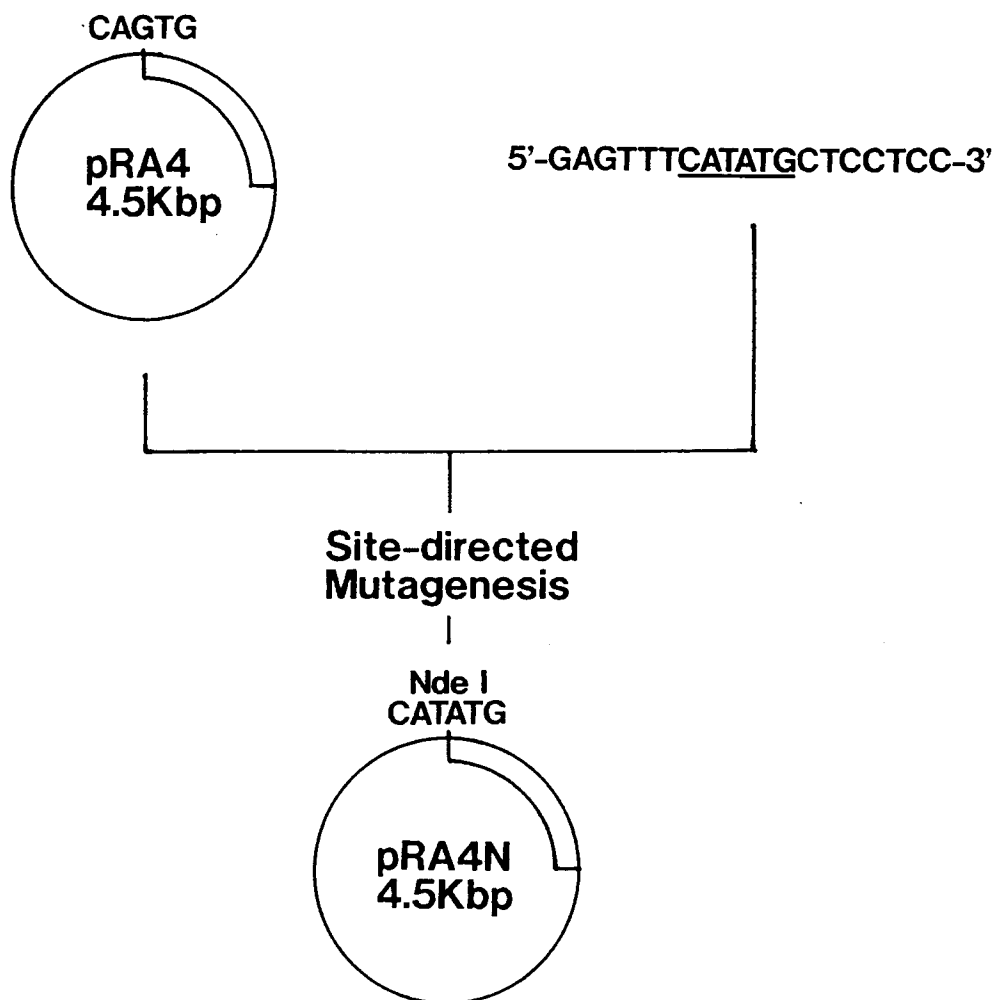 CAGTG
pRA4
4.5Kbp
5'-GAGTTTCATATGCTCCTCC-3'
Site-directed
Mutagenesis
Nde I
CATATG
pRA4N
4.5Kbp